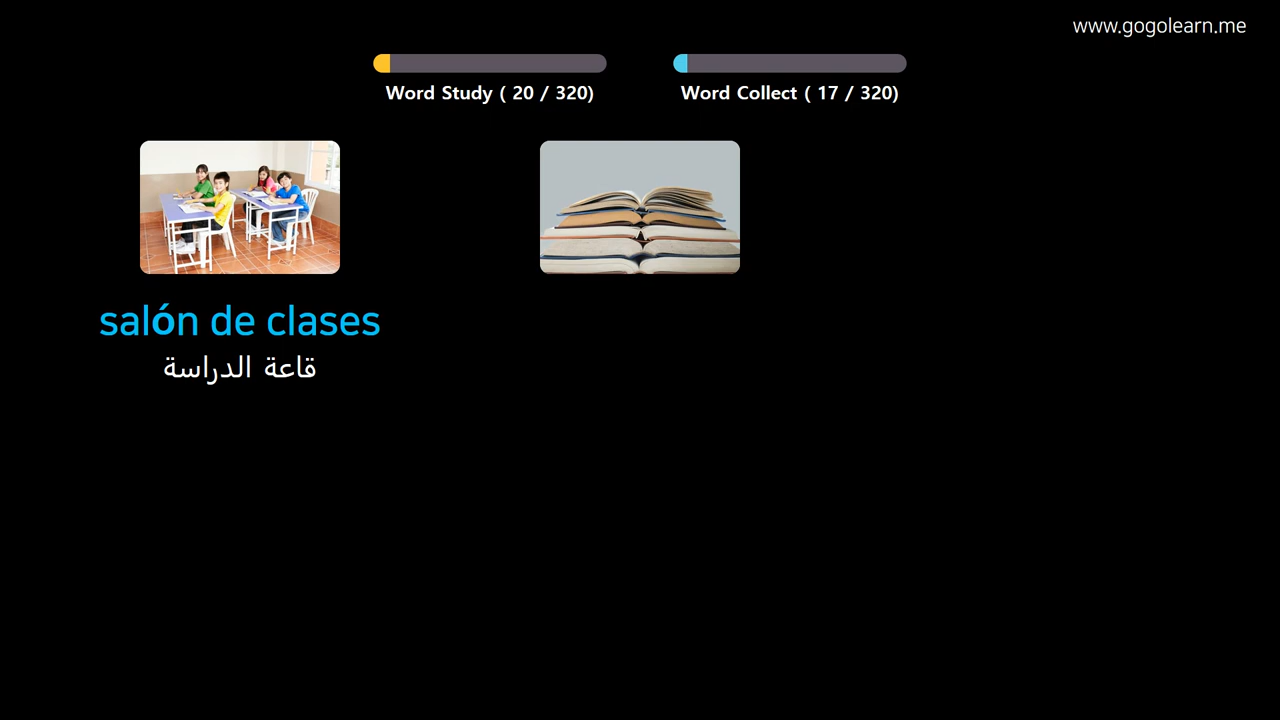 www.gogolearn.me
Word Study ( 20 / 320)
Word Collect ( 17 / 320)
salón de clases
قاعة الدراسة